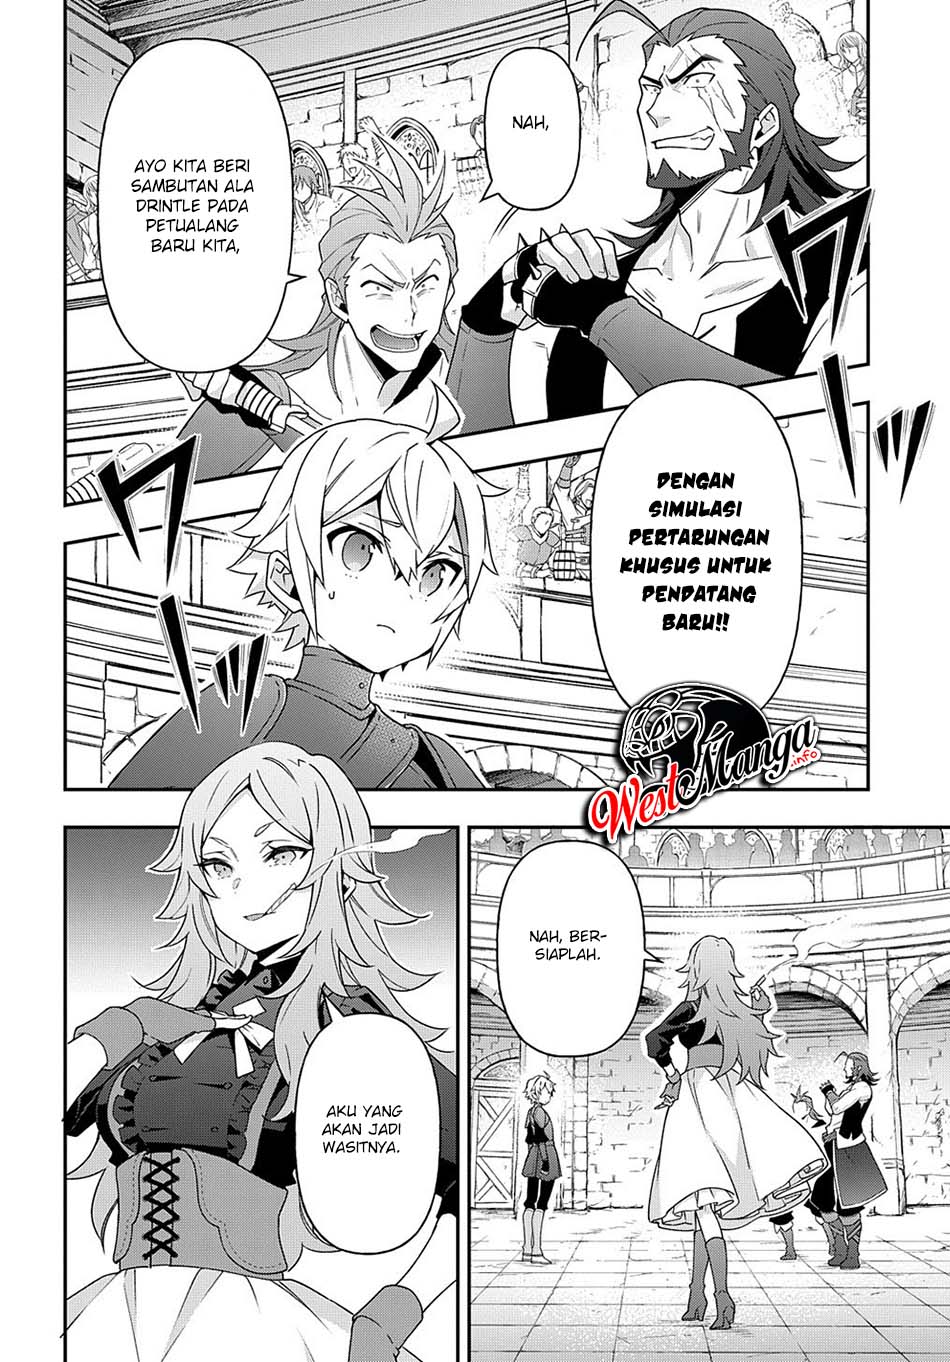 NAH,
AYO KITA BERI
SAMBUTAN ALA
DRINTLE PADA
PETUALANG
BARU KITA,
DENGAN
SIMULASI
PERTARUNGAN
KHUSUS UNTUK
PENDATANG
BARU!!
WestManga
.info
NAH, BER-
SIAPLAH.
AKU YANG
AKAN JADI
WASITNYA.